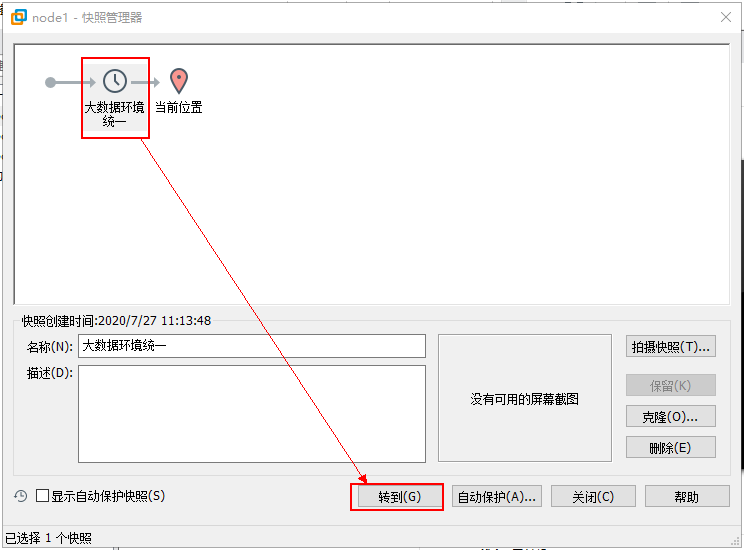 node1 - 快照管理器
大数据环境
统一
当前位置
快照创建时间:2020/7/27 11:13:48
名称(N):
大数据环境统一
描述(D):
没有可用的屏幕截图
拍摄快照(T)...
保留(K)
克隆(O)...
删除(E)
显示自动保护快照(S)
转到(G)
自动保护(A)...
关闭(C)
帮助
已选择 1 个快照